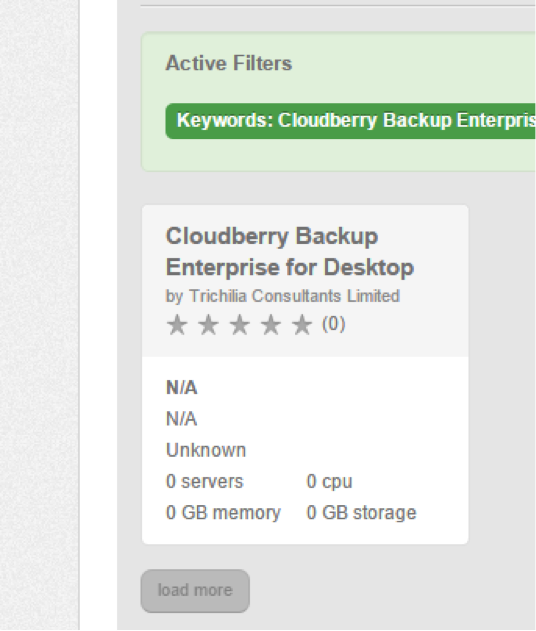 Active Filters
Keywords: Cloudberry Backup Enterpris
Cloudberry Backup
Enterprise for Desktop
by Trichilia Consultants Limited
(0)
N/A
N/A
Unknown
0 servers 0 cpu
0 GB memory 0 GB storage
load more